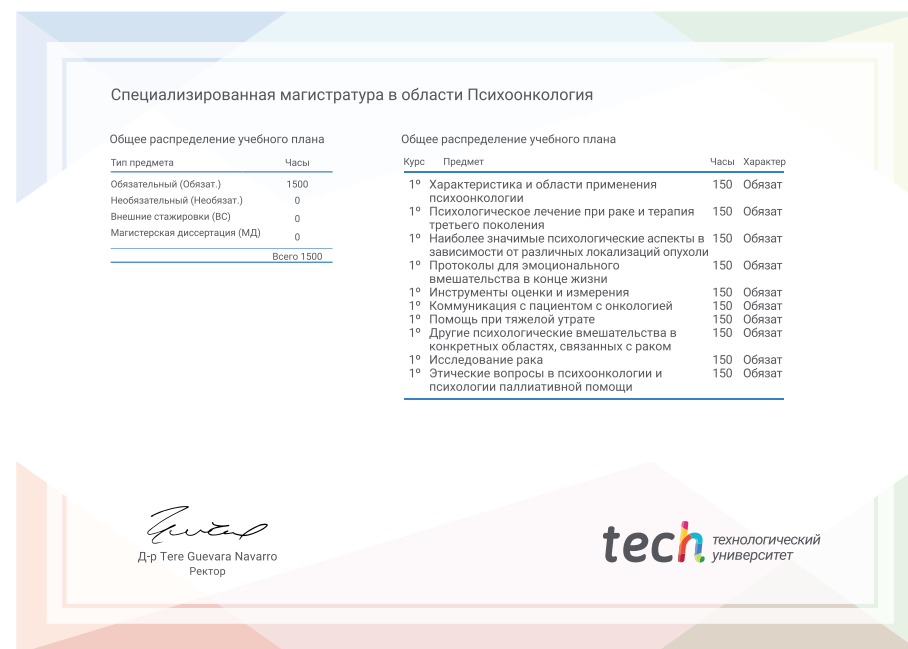 Специализированная магистратура в области Психоонкология
Общее распределение учебного плана
Тип предмета Часы
Обязательный (Обязат.) 1500
Необязательный (Необязат.) 0
Внешние стажировки (ВС) 0
Магистерская диссертация (МД) 0
Всего 1500
Общее распределение учебного плана
Курс Предмет Часы Характер
1º Характеристика и области применения 150 Обязат
психоонкологии
1º Психологическое лечение при раке и терапия 150 Обязат
третьего поколения
1º Наиболее значимые психологические аспекты в 150 Обязат
зависимости от различных локализаций опухоли
1º Протоколы для эмоционального 150 Обязат
вмешательства в конце жизни
1º Инструменты оценки и измерения 150 Обязат
1º Коммуникация с пациентом с онкологией 150 Обязат
1º Помощь при тяжелой утрате 150 Обязат
1º Другие психологические вмешательства в 150 Обязат
конкретных областях, связанных с раком
1º Исследование рака 150 Обязат
1º Этические вопросы в психоонкологии и 150 Обязат
психологии паллиативной помощи
Д-р Tere Guevara Navarro
Ректор
tech технологический
университет